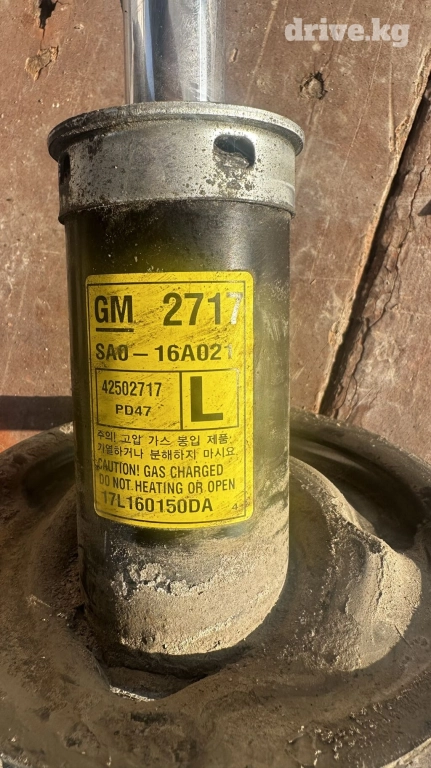 drive.kg
GM 2717
SA0-16A021
42502717
PD47
L
주의! 고압 가스 봉입 제품
가열하거나 분해하지 마시요.
CAUTION! GAS CHARGED
DO NOT HEATING OR OPEN
17L160150DA